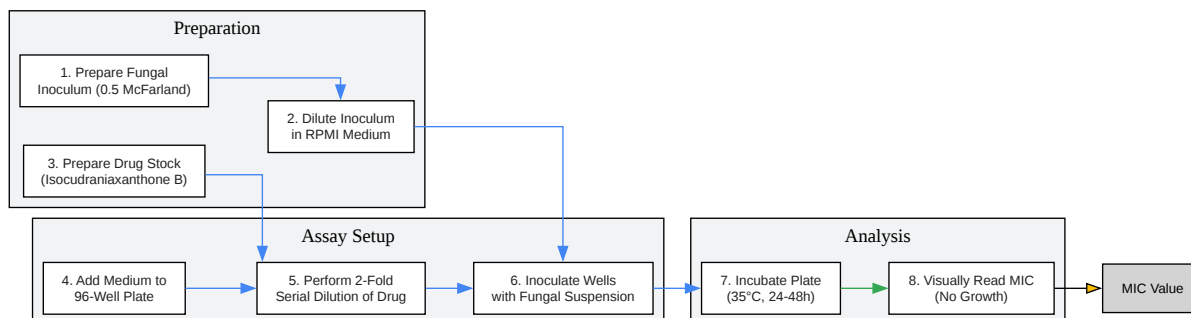 Preparation
1. Prepare Fungal
Inoculum (0.5 McFarland)
2. Dilute Inoculum
in RPMI Medium
3. Prepare Drug Stock
(Isocudraniaxanthone B)
Assay Setup
4. Add Medium to
96-Well Plate
5. Perform 2-Fold
Serial Dilution of Drug
6. Inoculate Wells
with Fungal Suspension
Analysis
7. Incubate Plate
(35°C, 24-48h)
8. Visually Read MIC
(No Growth)
MIC Value